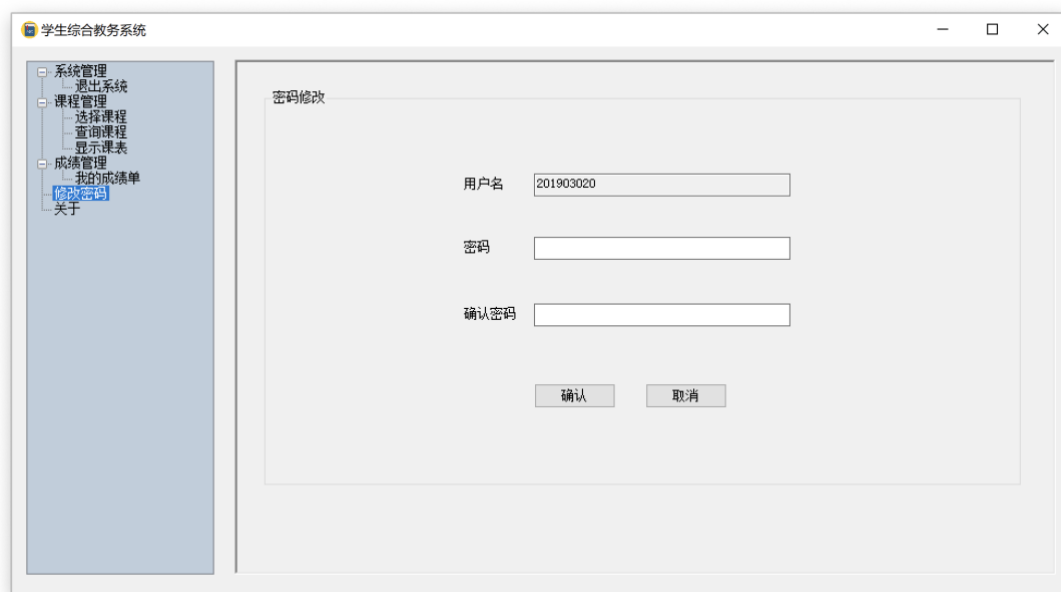 学生综合教务系统
系统管理
退出系统
课程管理
选择课程
查询课程
显示课表
成绩管理
我的成绩单
修改密码
关于
密码修改
用户名 201903020
密码
确认密码
确认 取消